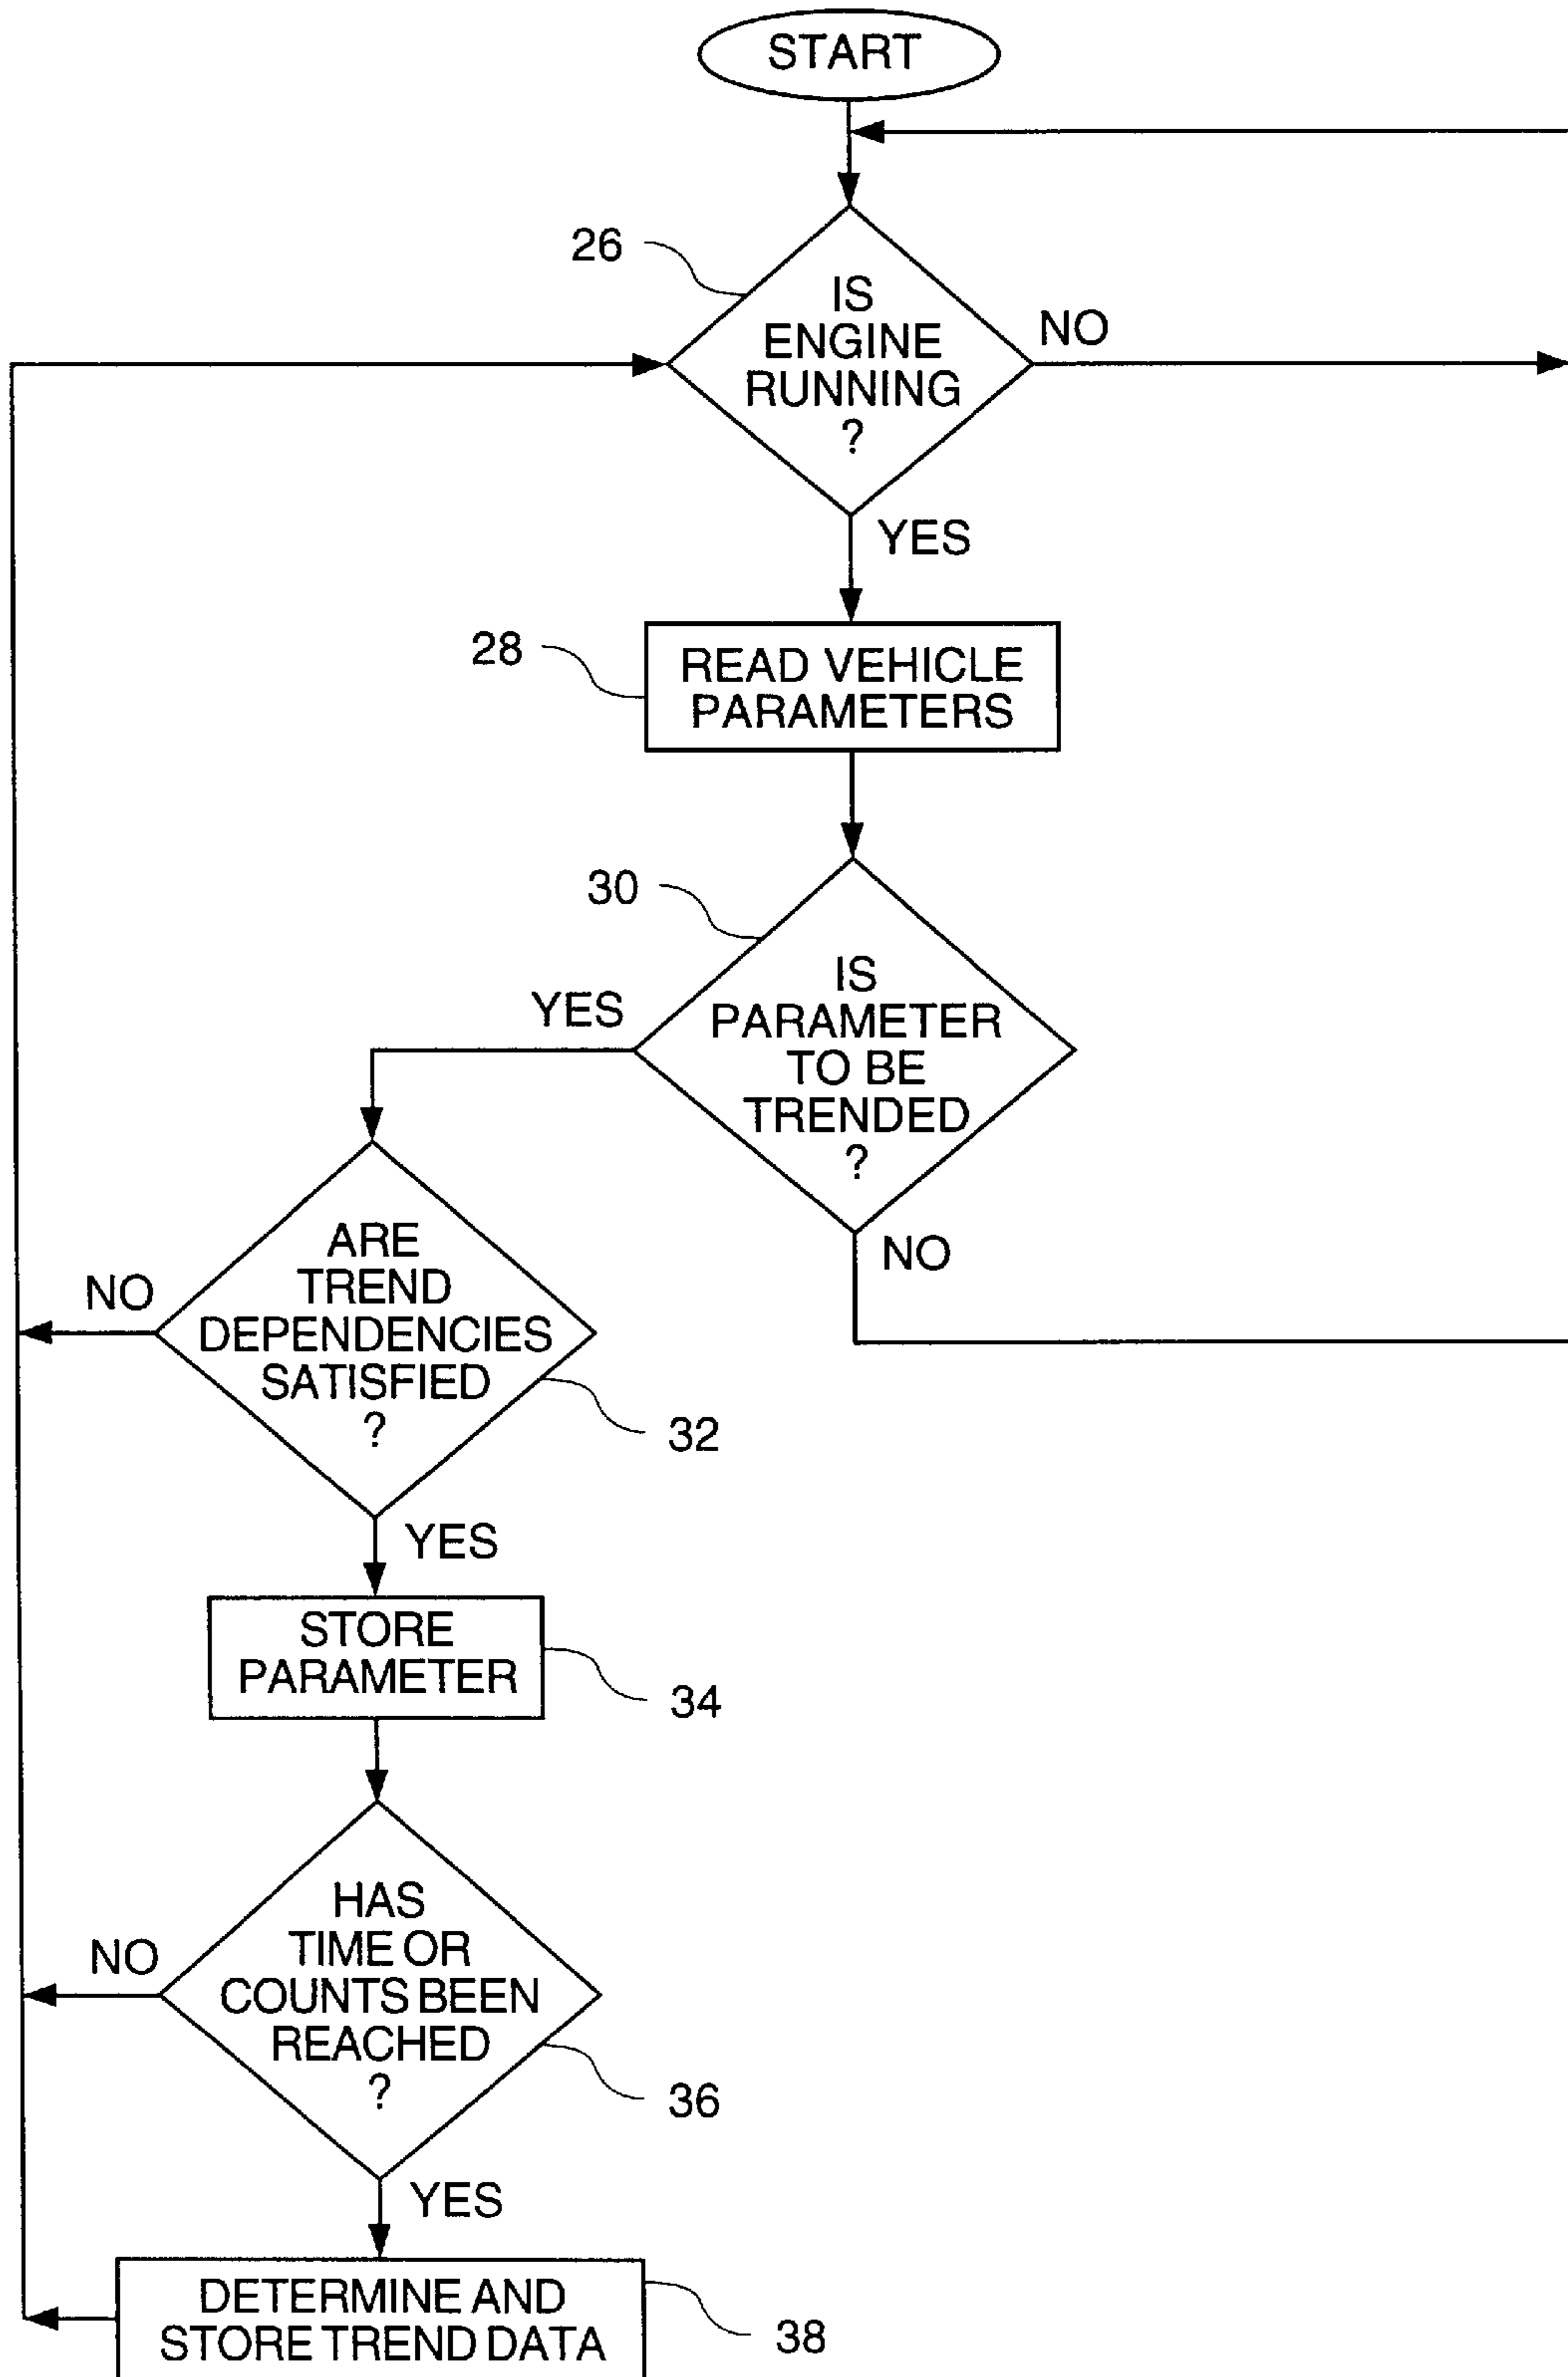 START
26
IS
ENGINE
RUNNING
?
NO
YES
28
READ VEHICLE
PARAMETERS
30
IS
PARAMETER
TO BE
TRENDED
?
YES
NO
ARE
TREND
DEPENDENCIES
SATISFIED
?
NO
32
YES
STORE
PARAMETER
34
HAS
TIME OR
COUNTS BEEN
REACHED
?
NO
36
YES
DETERMINE AND
STORE TREND DATA
38